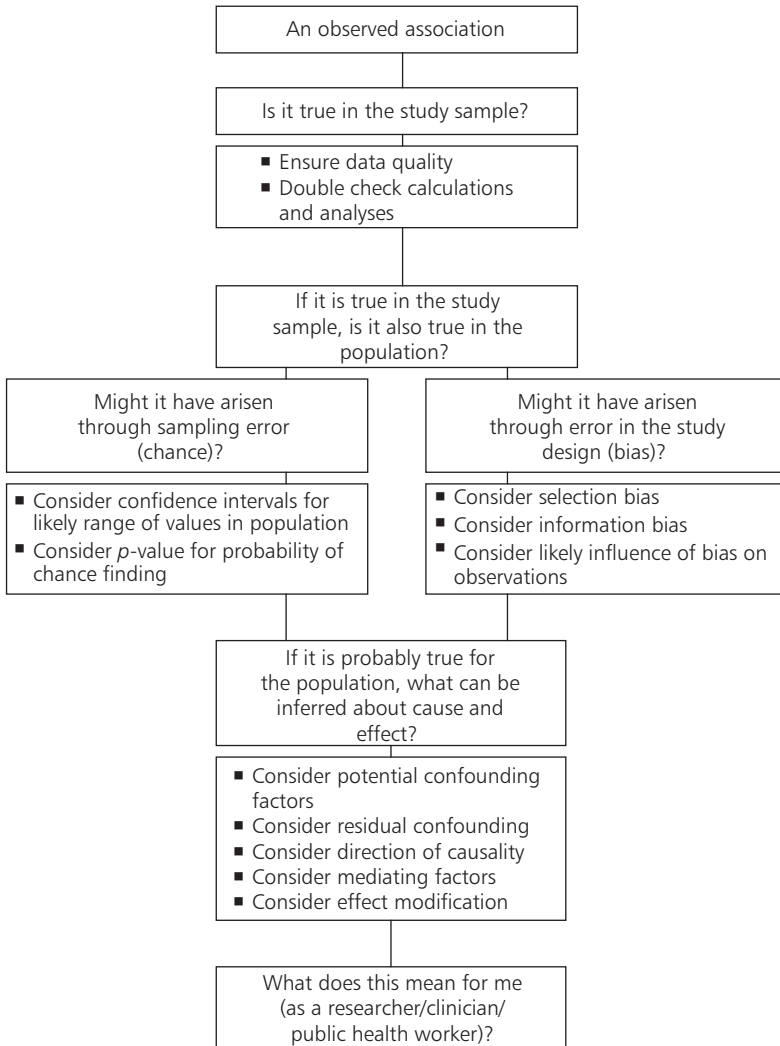 An observed association
Is it true in the study sample?
■ Ensure data quality
■ Double check calculations
and analyses
If it is true in the study
sample, is it also true in the
population?
Might it have arisen
through sampling error
(chance)?
■ Consider confidence intervals for
likely range of values in population
■ Consider p-value for probability of
chance finding
Might it have arisen
through error in the study
design (bias)?
■ Consider selection bias
■ Consider information bias
■ Consider likely influence of bias on
observations
If it is probably true for
the population, what can be
inferred about cause and
effect?
■ Consider potential confounding
factors
■ Consider residual confounding
■ Consider direction of causality
■ Consider mediating factors
■ Consider effect modification
What does this mean for me
(as a researcher/clinician/
public health worker)?